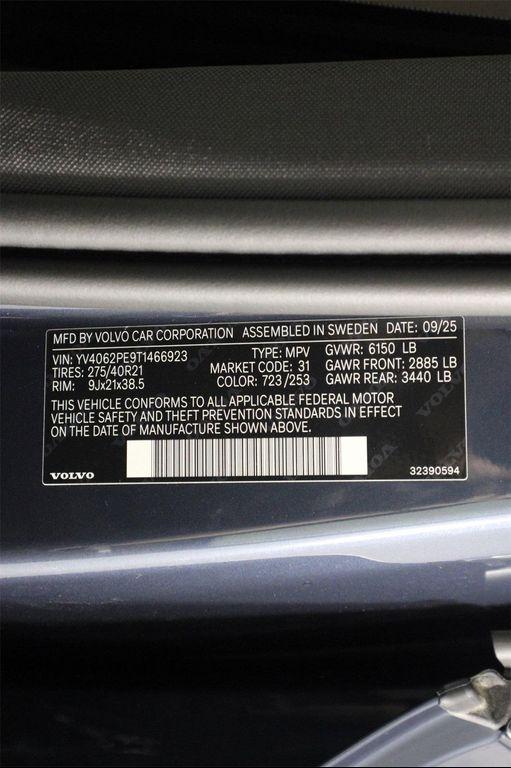 MFD BY VOLVO CAR CORPORATION ASSEMBLED IN SWEDEN DATE: 09/25
VIN: YV4062PE9T1466923 TYPE: MPV GVWR: 6150 LB
TIRES: 275/40R21 MARKET CODE: 31 GAWR FRONT: 2885 LB
RIM: 9Jx21x38.5 COLOR: 723/253 GAWR REAR: 3440 LB
THIS VEHICLE CONFORMS TO ALL APPLICABLE FEDERAL MOTOR
VEHICLE SAFETY AND THEFT PREVENTION STANDARDS IN EFFECT
ON THE DATE OF MANUFACTURE SHOWN ABOVE.
VOLVO 32390594